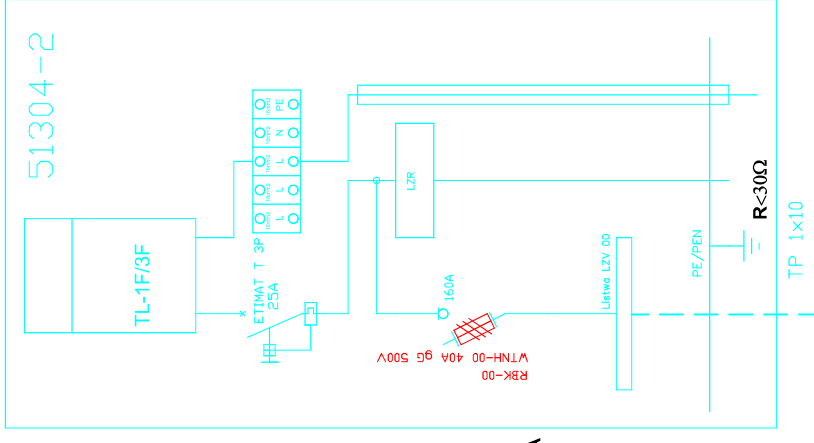 51304-2
TL-1F/3F
ETIMAT T 3P
25A
PE
N
L
L
L
LZR
160A
WTNH-00 40A gG 500V
RBK-00
Listwa LZV 00
PE/PEN
R<30Ω
TP 1x10